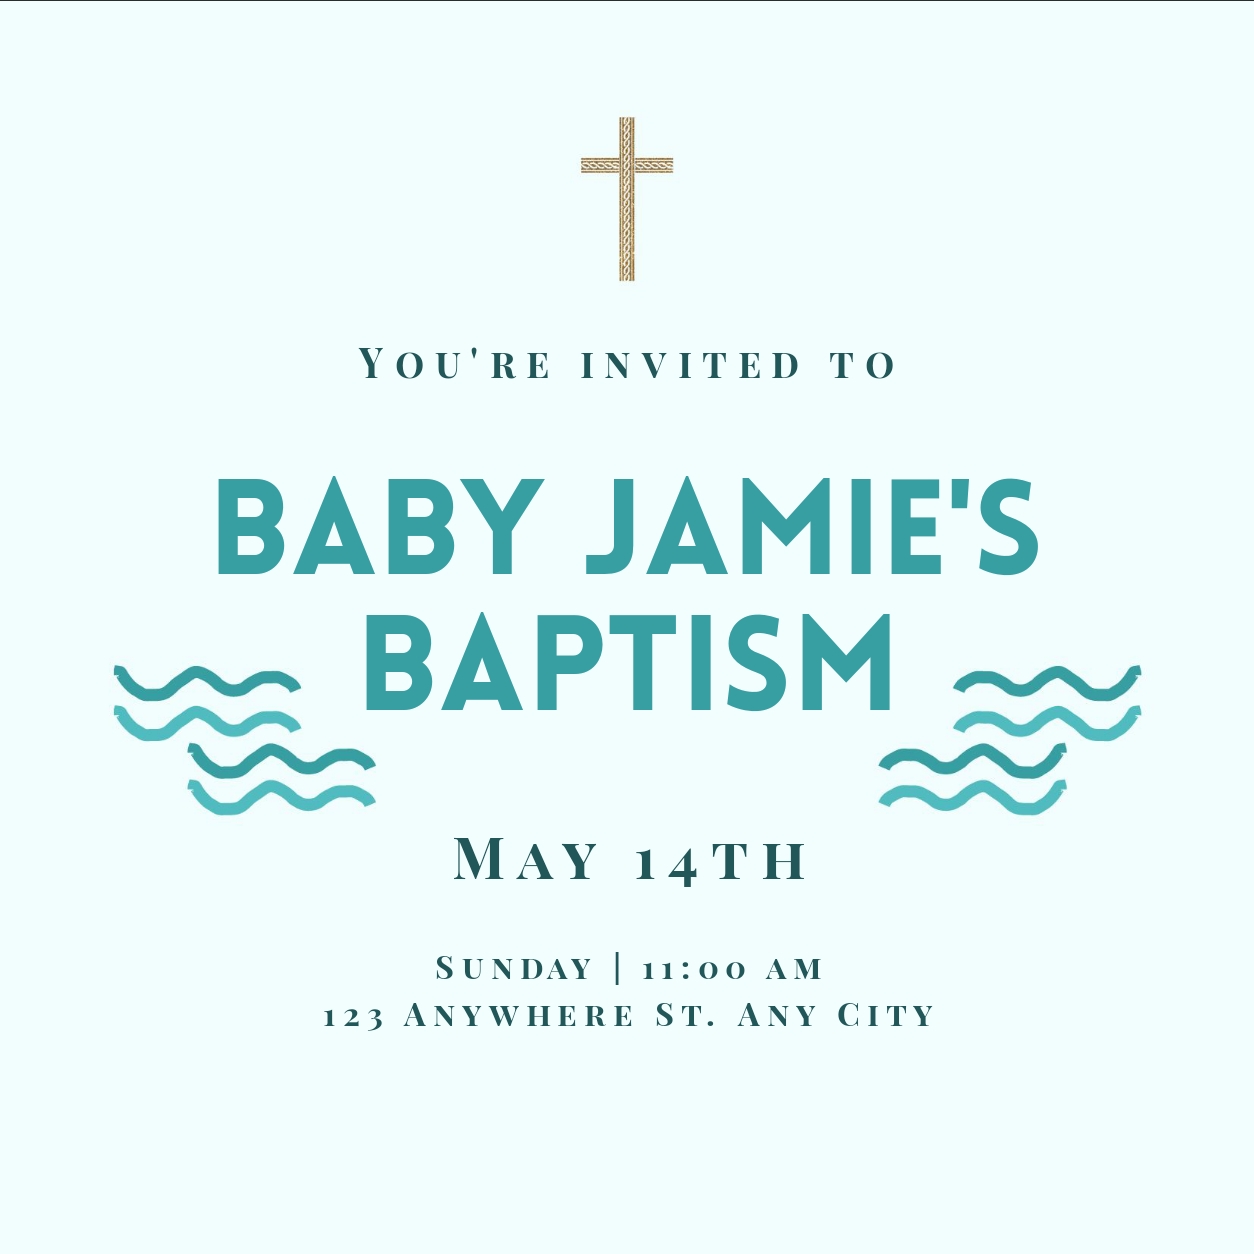 You're invited to
BABY JAMIE'S
BAPTISM
May 14th
Sunday | 11:00 am
123 Anywhere St. Any City